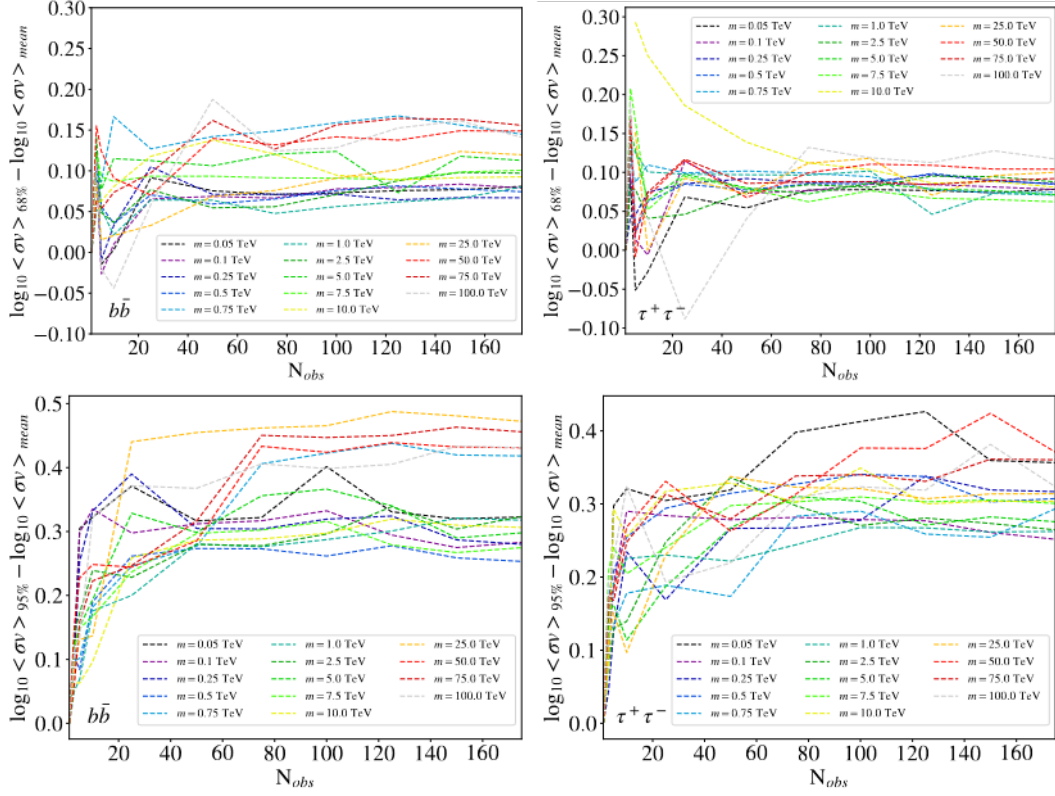 0.30
0.25
0.20
0.15
0.10
0.05
0.00
−0.05
−0.10
log₁₀ < σv > 68% − log₁₀ < σv > mean
20 40 60 80 100 120 140 160
N_obs
bb̄
m = 0.05 TeV m = 1.0 TeV m = 25.0 TeV
m = 0.1 TeV m = 2.5 TeV m = 50.0 TeV
m = 0.25 TeV m = 5.0 TeV m = 75.0 TeV
m = 0.5 TeV m = 7.5 TeV m = 100.0 TeV
m = 0.75 TeV m = 10.0 TeV
0.30
0.25
0.20
0.15
0.10
0.05
0.00
−0.05
−0.10
log₁₀ < σv > 68% − log₁₀ < σv > mean
m = 0.05 TeV m = 1.0 TeV m = 25.0 TeV
m = 0.1 TeV m = 2.5 TeV m = 50.0 TeV
m = 0.25 TeV m = 5.0 TeV m = 75.0 TeV
m = 0.5 TeV m = 7.5 TeV m = 100.0 TeV
m = 0.75 TeV m = 10.0 TeV
τ⁺τ⁻
20 40 60 80 100 120 140 160
N_obs
0.5
0.4
0.3
0.2
0.1
0.0
log₁₀ < σv > 95% − log₁₀ < σv > mean
m = 0.05 TeV m = 1.0 TeV m = 25.0 TeV
m = 0.1 TeV m = 2.5 TeV m = 50.0 TeV
m = 0.25 TeV m = 5.0 TeV m = 75.0 TeV
m = 0.5 TeV m = 7.5 TeV m = 100.0 TeV
m = 0.75 TeV m = 10.0 TeV
bb̄
20 40 60 80 100 120 140 160
N_obs
0.4
0.3
0.2
0.1
0.0
log₁₀ < σv > 95% − log₁₀ < σv > mean
m = 0.05 TeV m = 1.0 TeV m = 25.0 TeV
m = 0.1 TeV m = 2.5 TeV m = 50.0 TeV
m = 0.25 TeV m = 5.0 TeV m = 75.0 TeV
m = 0.5 TeV m = 7.5 TeV m = 100.0 TeV
m = 0.75 TeV m = 10.0 TeV
τ⁺τ⁻
20 40 60 80 100 120 140 160
N_obs